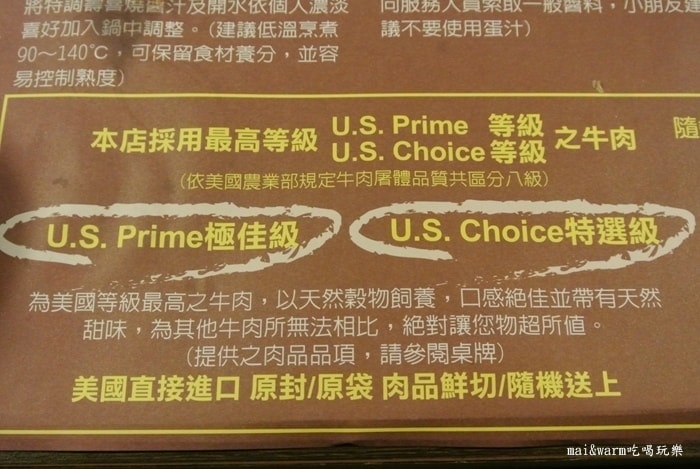 將特調壽喜燒醬汁及開水依個人濃淡
喜好加入鍋中調整。(建議低溫烹煮
90～140℃，可保留食材養分，並容
易控制熟度)
向服務人員索取一般醬料，小朋友建
議不要使用蛋汁)
本店採用最高等級 U.S. Prime 等級
U.S. Choice等級 之牛肉
隨
(依美國農業部規定牛肉屠體品質共區分八級)
U.S. Prime極佳級
U.S. Choice特選級
為美國等級最高之牛肉，以天然穀物飼養，口感絕佳並帶有天然
甜味，為其他牛肉所無法相比，絕對讓您物超所值。
(提供之肉品品項，請參閱桌牌)
美國直接進口 原封/原袋 肉品鮮切/隨機送上
mai&warm吃喝玩樂